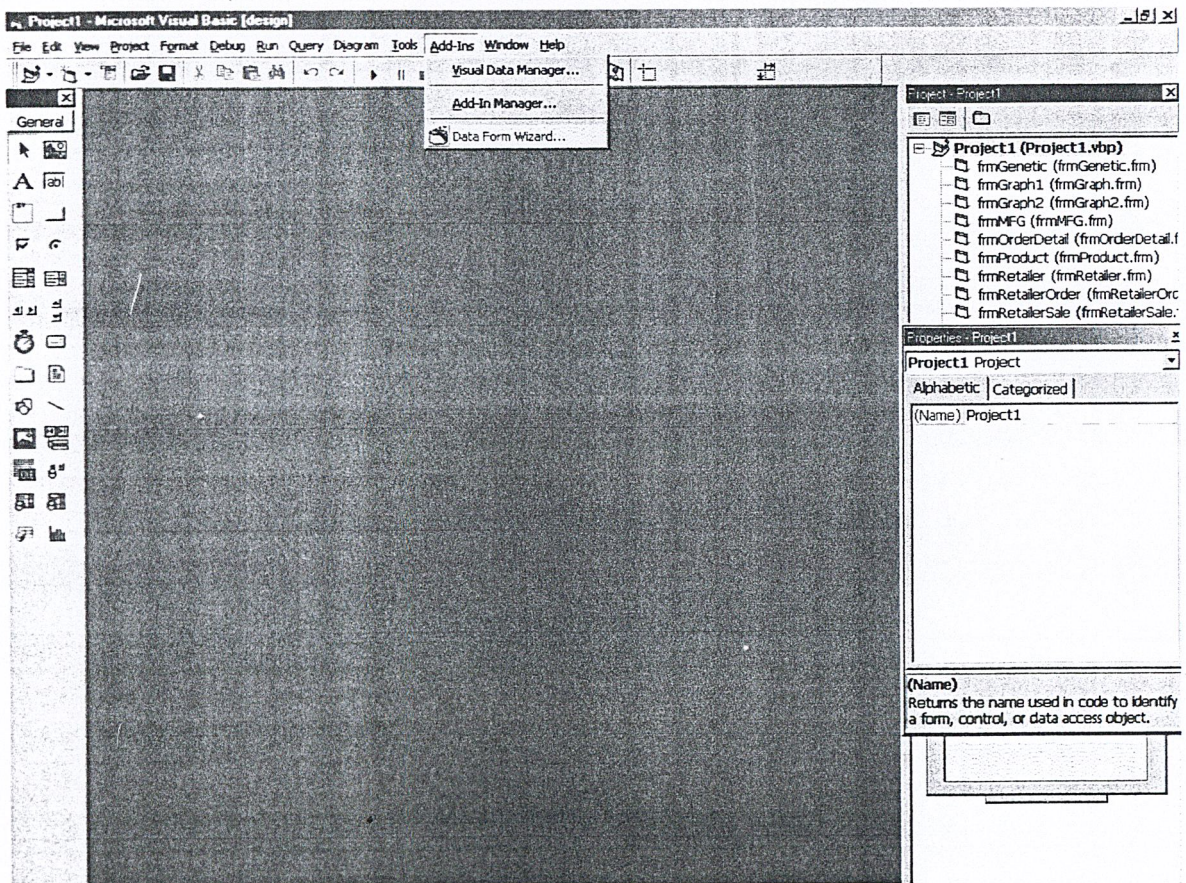 Project1 - Microsoft Visual Basic [design]
File Edit View Project Format Debug Run Query Diagram Tools Add-Ins Window Help
Visual Data Manager...
Add-In Manager...
Data Form Wizard...
General
A
ab
Project - Project1
Project1 (Project1.vbp)
frmGenetic (frmGenetic.frm)
frmGraph1 (frmGraph.frm)
frmGraph2 (frmGraph2.frm)
frmMFG (frmMFG.frm)
frmOrderDetail (frmOrderDetail.f
frmProduct (frmProduct.frm)
frmRetailer (frmRetailer.frm)
frmRetailerOrder (frmRetailerOrc
frmRetailerSale (frmRetailerSale.
Properties - Project1
Project1 Project
Alphabetic Categorized
(Name) Project1
(Name)
Returns the name used in code to identify
a form, control, or data access object.